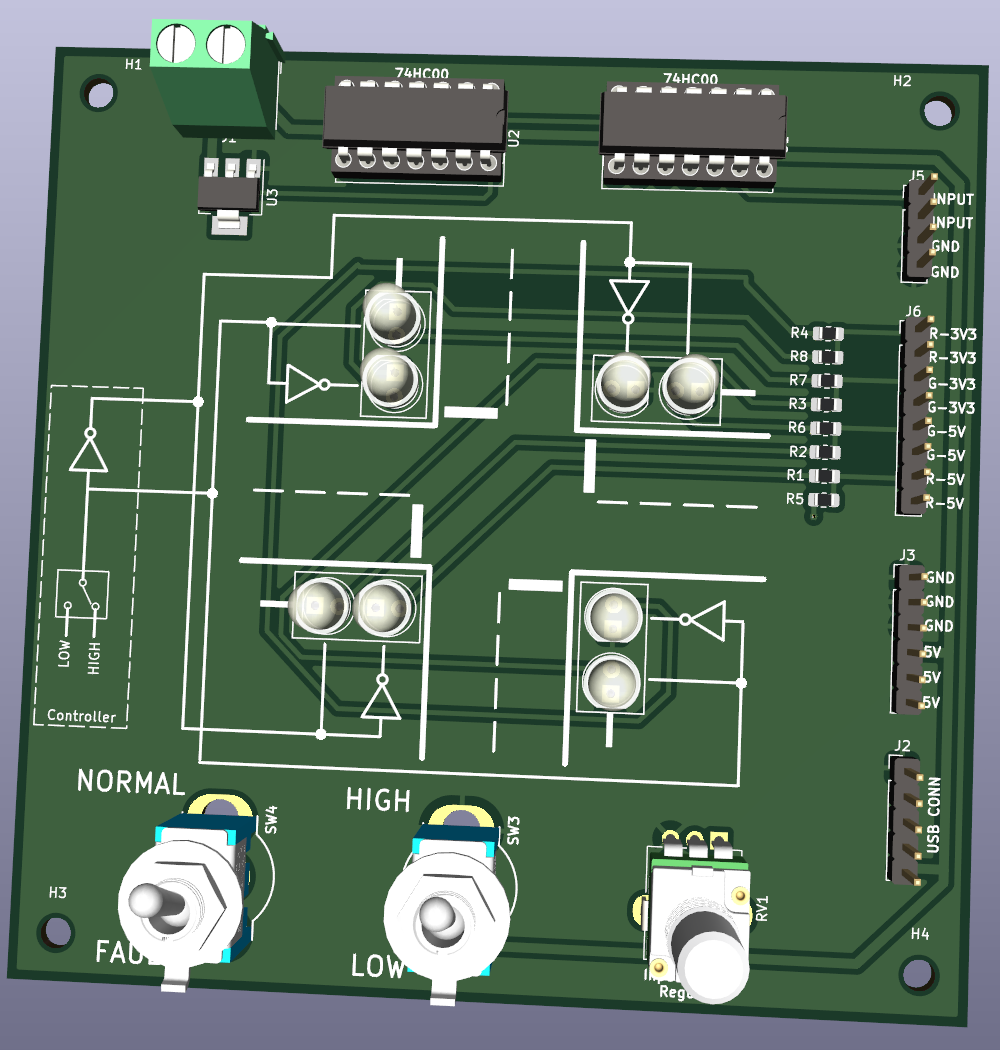 H1
74HC00
74HC00
H2
U2
U3
J5
INPUT
INPUT
GND
GND
J6
R4
R-3V3
R8
R-3V3
R7
G-3V3
R3
G-3V3
R6
G-5V
R2
G-5V
R1
R-5V
R5
R-5V
J3
GND
GND
GND
5V
5V
5V
LOW
HIGH
Controller
J2
USB CONN
NORMAL
SW4
HIGH
SW3
RV1
H3
H4
LOW